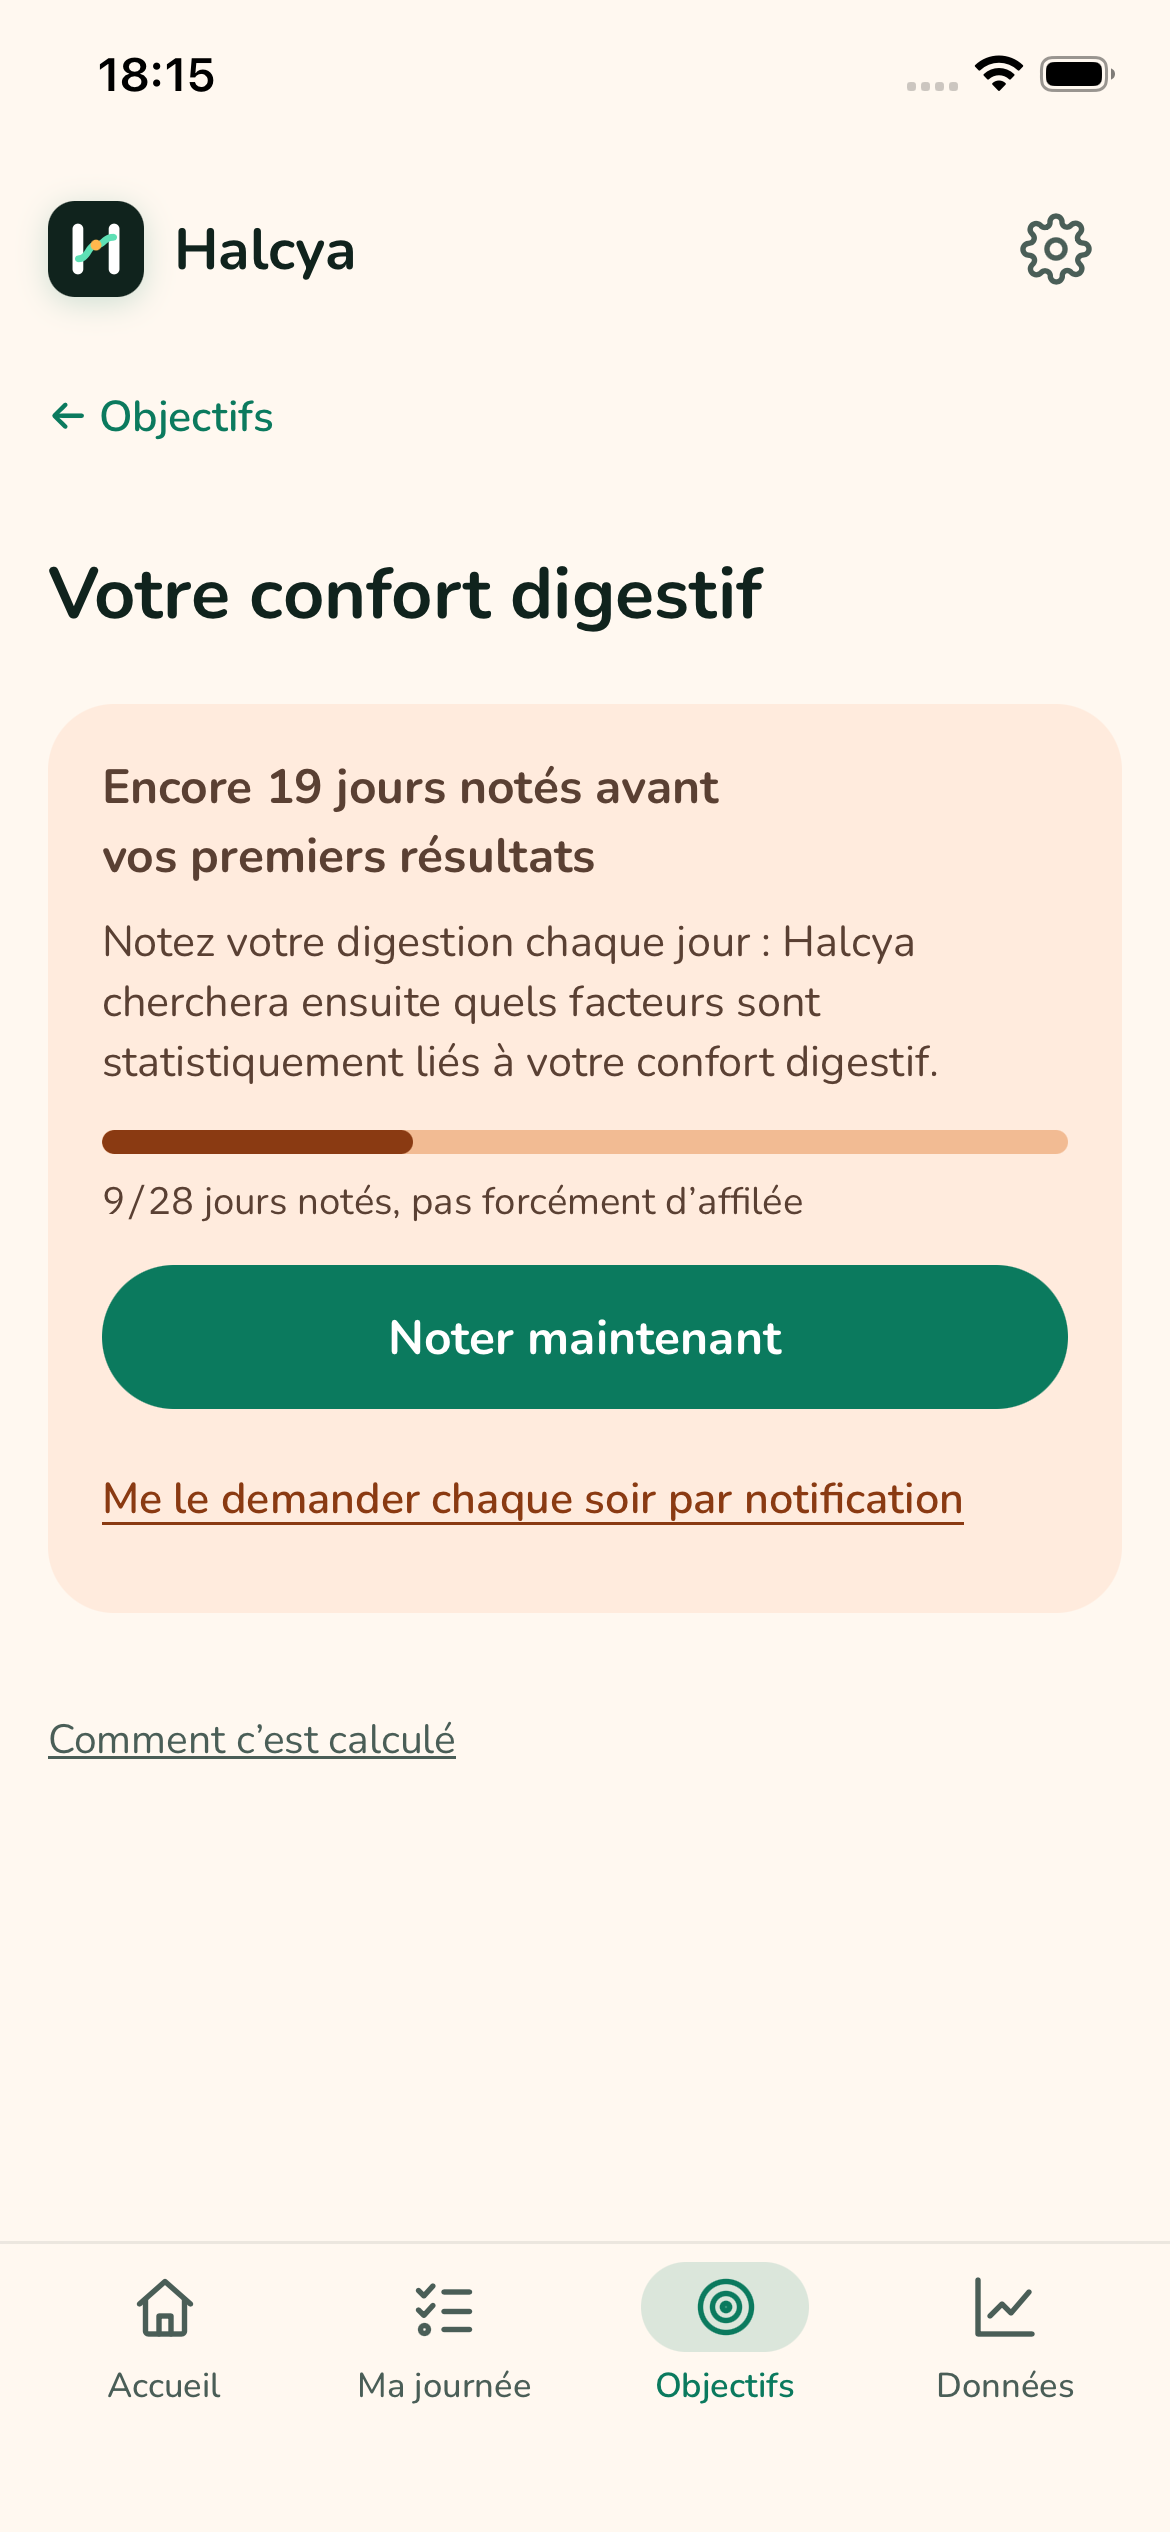 18:15
Halcya
← Objectifs
Votre confort digestif
Encore 19 jours notés avant
vos premiers résultats
Notez votre digestion chaque jour : Halcya
cherchera ensuite quels facteurs sont
statistiquement liés à votre confort digestif.
9/28 jours notés, pas forcément d’affilée
Noter maintenant
Me le demander chaque soir par notification
Comment c’est calculé
Accueil
Ma journée
Objectifs
Données